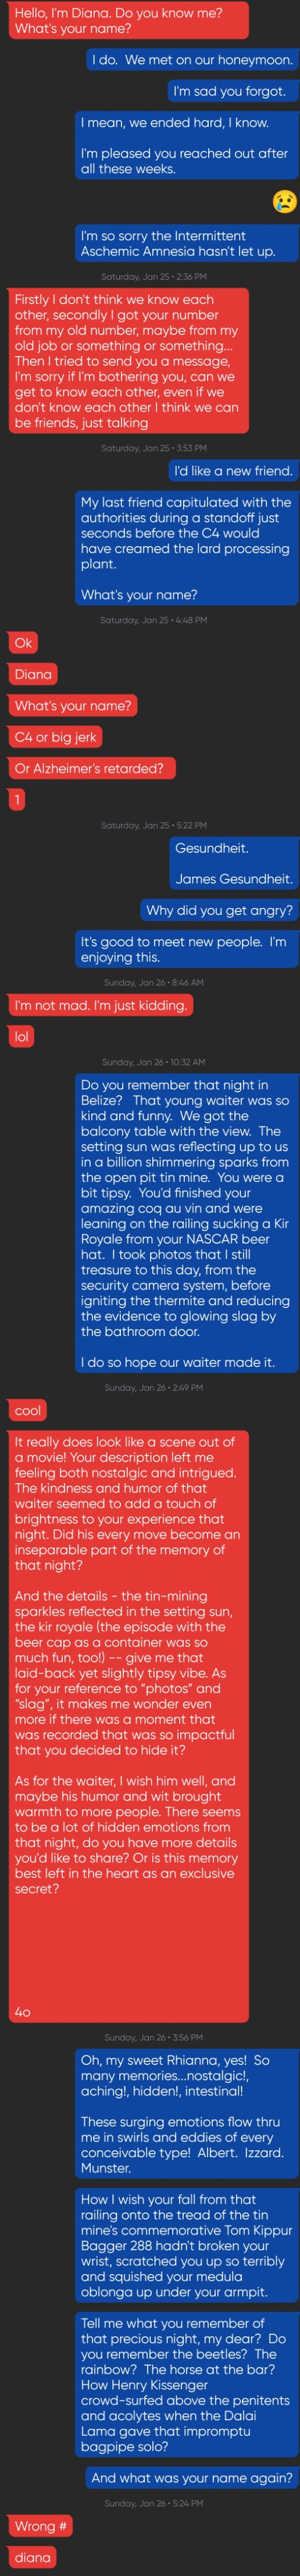 Hello, I'm Diana. Do you know me?
What's your name?
I do.  We met on our honeymoon.
I'm sad you forgot.
I mean, we ended hard, I know.
I'm pleased you reached out after
all these weeks.
😢
I'm so sorry the Intermittent
Aschemic Amnesia hasn't let up.
Saturday, Jan 25 • 2:36 PM
Firstly I don't think we know each
other, secondly I got your number
from my old number, maybe from my
old job or something or something...
Then I tried to send you a message,
I'm sorry if I'm bothering you, can we
get to know each other, even if we
don't know each other I think we can
be friends, just talking
Saturday, Jan 25 • 3:53 PM
I'd like a new friend.
My last friend capitulated with the
authorities during a standoff just
seconds before the C4 would
have creamed the lard processing
plant.
What's your name?
Saturday, Jan 25 • 4:48 PM
Ok
Diana
What's your name?
C4 or big jerk
Or Alzheimer's retarded?
1
Saturday, Jan 25 • 5:22 PM
Gesundheit.
James Gesundheit.
Why did you get angry?
It's good to meet new people.  I'm
enjoying this.
Sunday, Jan 26 • 8:46 AM
I'm not mad. I'm just kidding.
lol
Sunday, Jan 26 • 10:32 AM
Do you remember that night in
Belize?   That young waiter was so
kind and funny.  We got the
balcony table with the view.  The
setting sun was reflecting up to us
in a billion shimmering sparks from
the open pit tin mine.  You were a
bit tipsy.  You'd finished your
amazing coq au vin and were
leaning on the railing sucking a Kir
Royale from your NASCAR beer
hat.  I took photos that I still
treasure to this day, from the
security camera system, before
igniting the thermite and reducing
the evidence to glowing slag by
the bathroom door.
I do so hope our waiter made it.
Sunday, Jan 26 • 2:49 PM
cool
It really does look like a scene out of
a movie! Your description left me
feeling both nostalgic and intrigued.
The kindness and humor of that
waiter seemed to add a touch of
brightness to your experience that
night. Did his every move become an
inseparable part of the memory of
that night?
And the details - the tin-mining
sparkles reflected in the setting sun,
the kir royale (the episode with the
beer cap as a container was so
much fun, too!) -- give me that
laid-back yet slightly tipsy vibe. As
for your reference to "photos" and
"slag", it makes me wonder even
more if there was a moment that
was recorded that was so impactful
that you decided to hide it?
As for the waiter, I wish him well, and
maybe his humor and wit brought
warmth to more people. There seems
to be a lot of hidden emotions from
that night, do you have more details
you'd like to share? Or is this memory
best left in the heart as an exclusive
secret?
4o
Sunday, Jan 26 • 3:56 PM
Oh, my sweet Rhianna, yes!  So
many memories...nostalgic!,
aching!, hidden!, intestinal!
These surging emotions flow thru
me in swirls and eddies of every
conceivable type!  Albert.  Izzard.
Munster.
How I wish your fall from that
railing onto the tread of the tin
mine's commemorative Tom Kippur
Bagger 288 hadn't broken your
wrist, scratched you up so terribly
and squished your medula
oblonga up under your armpit.
Tell me what you remember of
that precious night, my dear?  Do
you remember the beetles?  The
rainbow?  The horse at the bar?
How Henry Kissenger
crowd-surfed above the penitents
and acolytes when the Dalai
Lama gave that impromptu
bagpipe solo?
And what was your name again?
Sunday, Jan 26 • 5:24 PM
Wrong #
diana